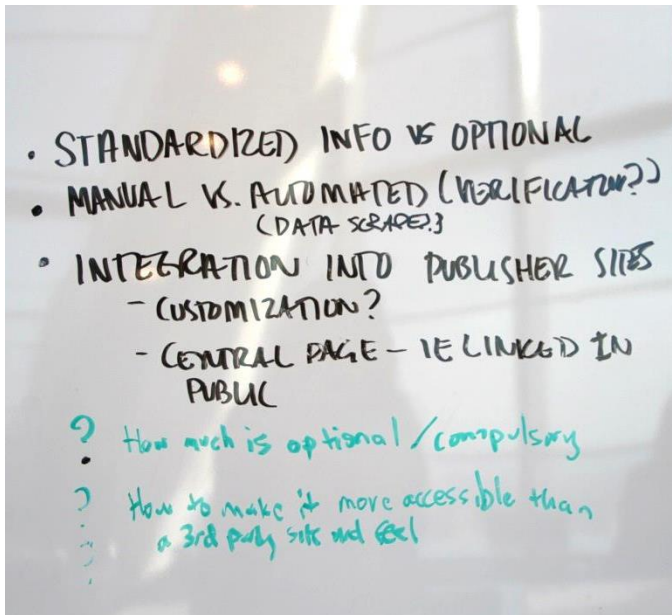 • STANDARDIZED INFO VS OPTIONAL
• MANUAL VS. AUTOMATED (VERIFICATION?)
(DATA SCRAPE?)
• INTEGRATION INTO PUBLISHER SITES
- CUSTOMIZATION?
- CENTRAL PAGE - IE LINKED IN
PUBLIC
? How much is optional / compulsory
? How to make it more accessible than
a 3rd party site and feel